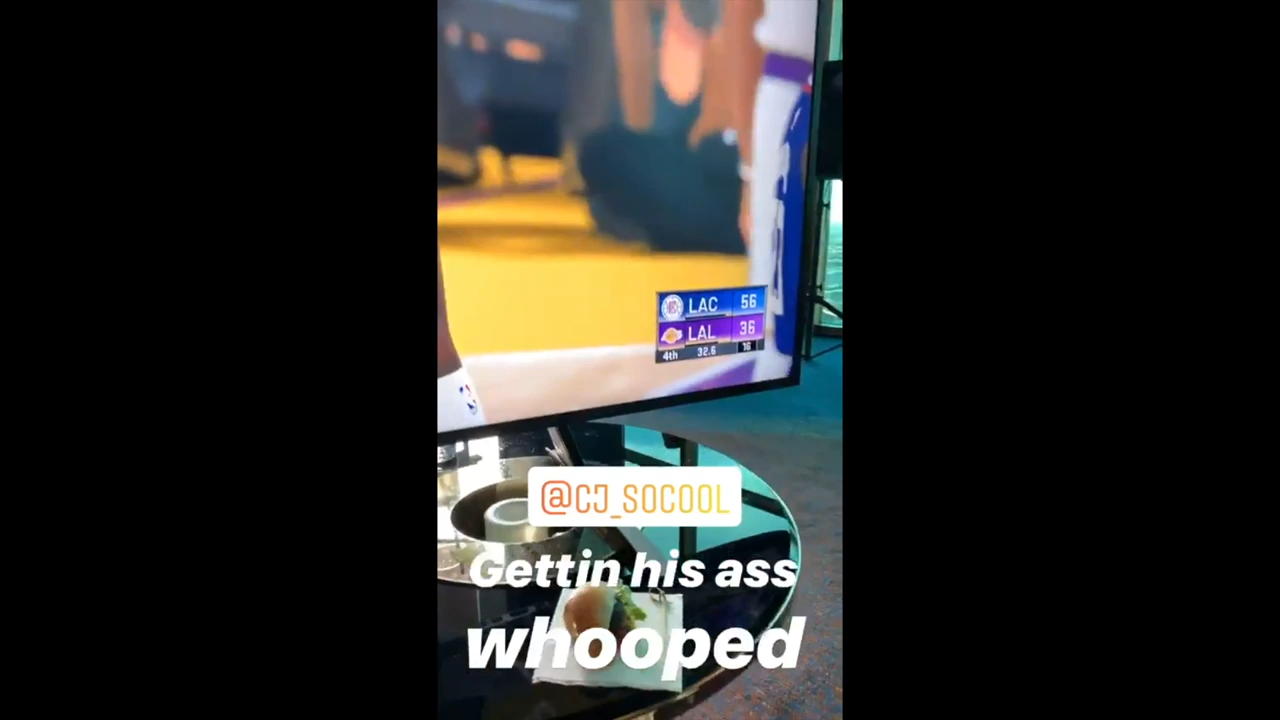 LAC 56
LAL 36
4th 32.6 16
@CJ_SOCOOL
Gettin his ass
whooped